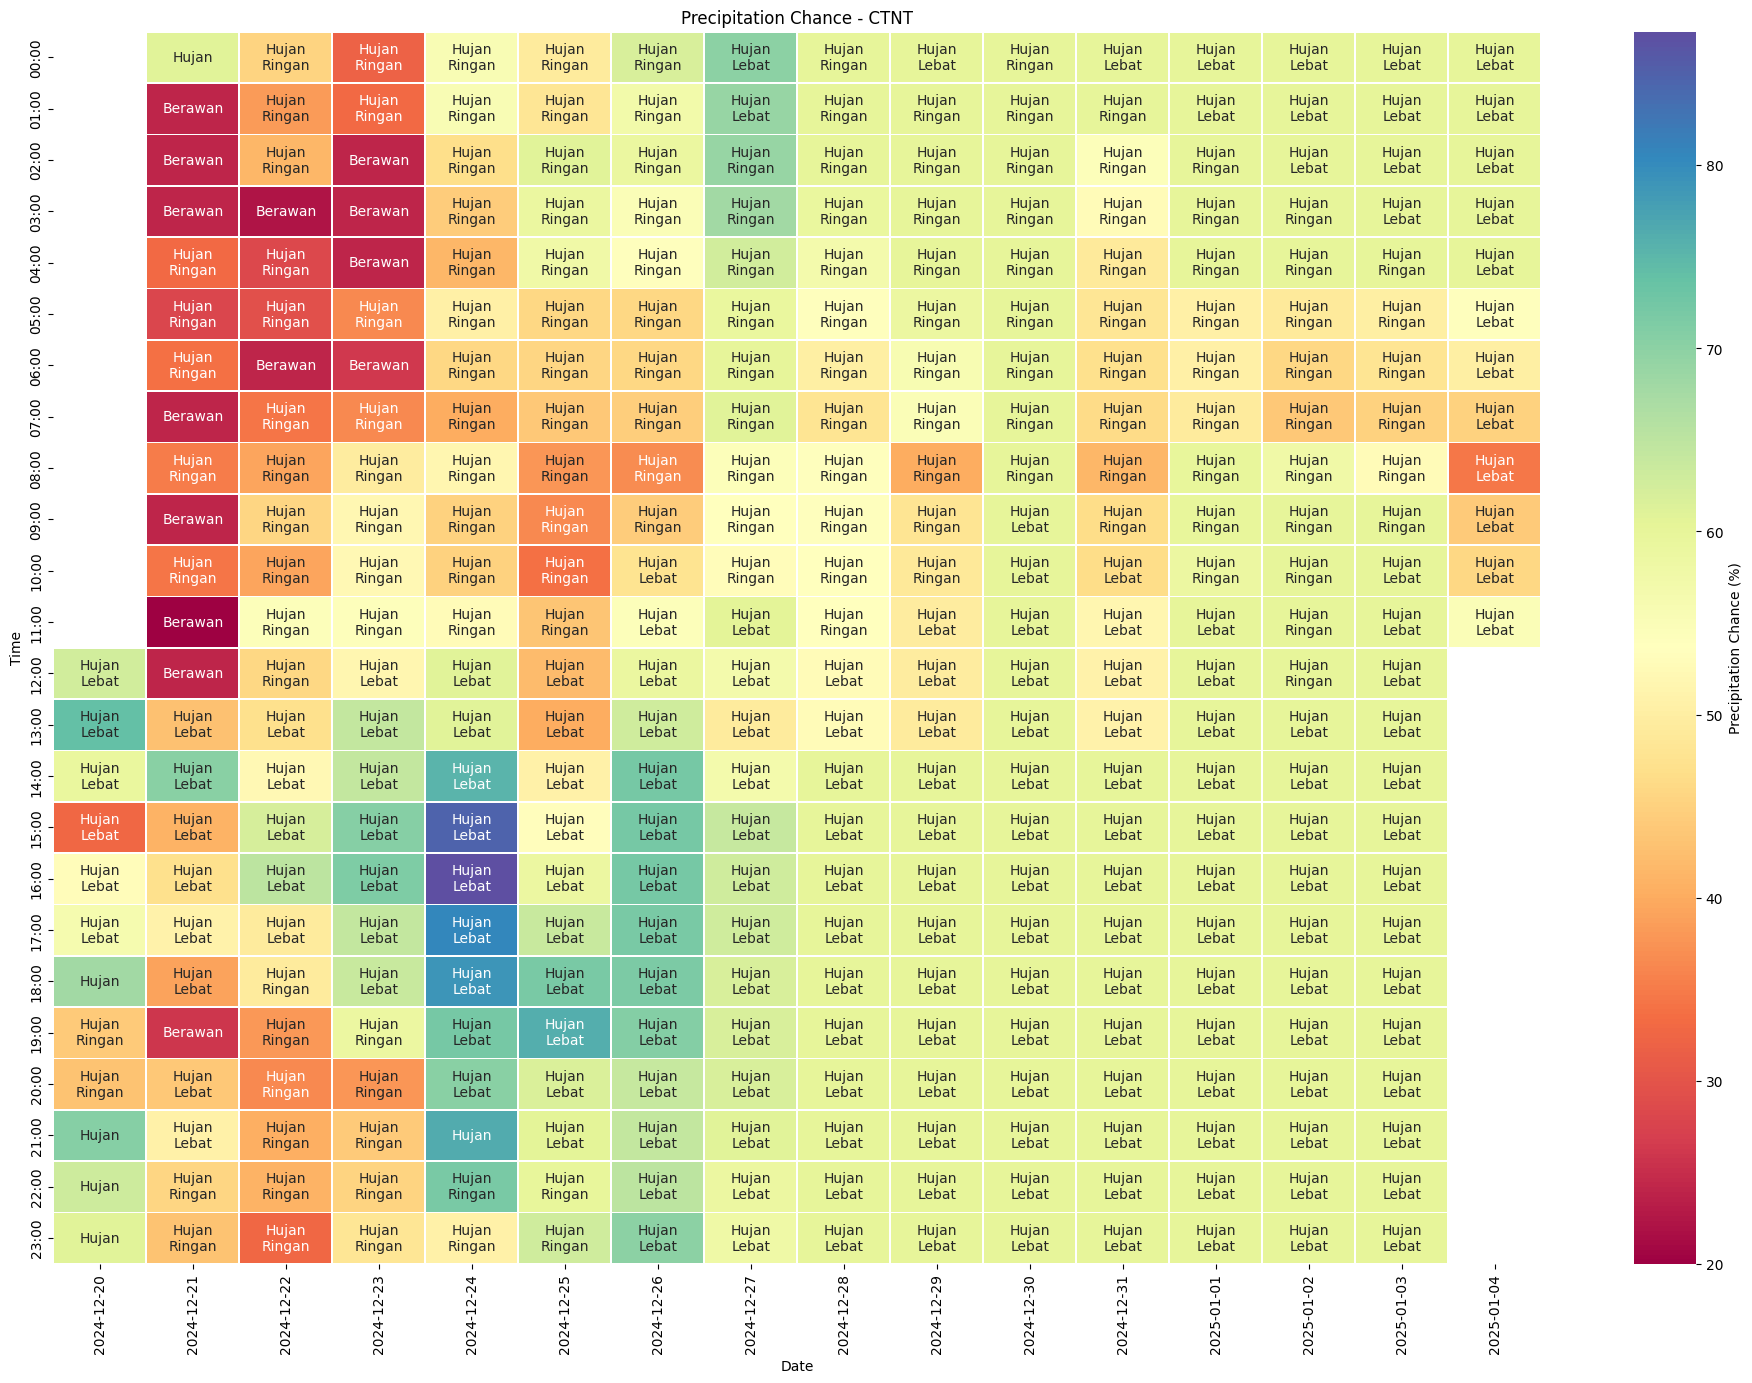 Precipitation Chance - CTNT
00:00 Hujan Hujan Ringan Hujan Ringan Hujan Ringan Hujan Ringan Hujan Ringan Hujan Lebat Hujan Ringan Hujan Lebat Hujan Ringan Hujan Lebat Hujan Lebat Hujan Lebat Hujan Lebat Hujan Lebat
01:00 Berawan Hujan Ringan Hujan Ringan Hujan Ringan Hujan Ringan Hujan Ringan Hujan Lebat Hujan Ringan Hujan Ringan Hujan Ringan Hujan Ringan Hujan Lebat Hujan Lebat Hujan Lebat Hujan Lebat
02:00 Berawan Hujan Ringan Berawan Hujan Ringan Hujan Ringan Hujan Ringan Hujan Ringan Hujan Ringan Hujan Ringan Hujan Ringan Hujan Ringan Hujan Ringan Hujan Lebat Hujan Lebat Hujan Lebat
03:00 Berawan Berawan Berawan Hujan Ringan Hujan Ringan Hujan Ringan Hujan Ringan Hujan Ringan Hujan Ringan Hujan Ringan Hujan Ringan Hujan Ringan Hujan Ringan Hujan Lebat Hujan Lebat
04:00 Hujan Ringan Hujan Ringan Berawan Hujan Ringan Hujan Ringan Hujan Ringan Hujan Ringan Hujan Ringan Hujan Ringan Hujan Ringan Hujan Ringan Hujan Ringan Hujan Ringan Hujan Ringan Hujan Lebat
05:00 Hujan Ringan Hujan Ringan Hujan Ringan Hujan Ringan Hujan Ringan Hujan Ringan Hujan Ringan Hujan Ringan Hujan Ringan Hujan Ringan Hujan Ringan Hujan Ringan Hujan Ringan Hujan Ringan Hujan Lebat
06:00 Hujan Ringan Berawan Berawan Hujan Ringan Hujan Ringan Hujan Ringan Hujan Ringan Hujan Ringan Hujan Ringan Hujan Ringan Hujan Ringan Hujan Ringan Hujan Ringan Hujan Ringan Hujan Lebat
07:00 Berawan Hujan Ringan Hujan Ringan Hujan Ringan Hujan Ringan Hujan Ringan Hujan Ringan Hujan Ringan Hujan Ringan Hujan Ringan Hujan Ringan Hujan Ringan Hujan Ringan Hujan Ringan Hujan Lebat
08:00 Hujan Ringan Hujan Ringan Hujan Ringan Hujan Ringan Hujan Ringan Hujan Ringan Hujan Ringan Hujan Ringan Hujan Ringan Hujan Ringan Hujan Ringan Hujan Ringan Hujan Ringan Hujan Ringan Hujan Lebat
09:00 Berawan Hujan Ringan Hujan Ringan Hujan Ringan Hujan Ringan Hujan Ringan Hujan Ringan Hujan Ringan Hujan Ringan Hujan Lebat Hujan Ringan Hujan Ringan Hujan Ringan Hujan Ringan Hujan Lebat
10:00 Hujan Ringan Hujan Ringan Hujan Ringan Hujan Ringan Hujan Ringan Hujan Lebat Hujan Ringan Hujan Ringan Hujan Ringan Hujan Lebat Hujan Lebat Hujan Ringan Hujan Ringan Hujan Lebat Hujan Lebat
11:00 Berawan Hujan Ringan Hujan Ringan Hujan Ringan Hujan Ringan Hujan Lebat Hujan Lebat Hujan Ringan Hujan Lebat Hujan Lebat Hujan Lebat Hujan Lebat Hujan Ringan Hujan Lebat Hujan Lebat
12:00 Hujan Lebat Berawan Hujan Ringan Hujan Lebat Hujan Lebat Hujan Lebat Hujan Lebat Hujan Lebat Hujan Lebat Hujan Lebat Hujan Lebat Hujan Lebat Hujan Lebat Hujan Ringan Hujan Lebat
13:00 Hujan Lebat Hujan Lebat Hujan Lebat Hujan Lebat Hujan Lebat Hujan Lebat Hujan Lebat Hujan Lebat Hujan Lebat Hujan Lebat Hujan Lebat Hujan Lebat Hujan Lebat Hujan Lebat Hujan Lebat
14:00 Hujan Lebat Hujan Lebat Hujan Lebat Hujan Lebat Hujan Lebat Hujan Lebat Hujan Lebat Hujan Lebat Hujan Lebat Hujan Lebat Hujan Lebat Hujan Lebat Hujan Lebat Hujan Lebat Hujan Lebat
15:00 Hujan Lebat Hujan Lebat Hujan Lebat Hujan Lebat Hujan Lebat Hujan Lebat Hujan Lebat Hujan Lebat Hujan Lebat Hujan Lebat Hujan Lebat Hujan Lebat Hujan Lebat Hujan Lebat Hujan Lebat
16:00 Hujan Lebat Hujan Lebat Hujan Lebat Hujan Lebat Hujan Lebat Hujan Lebat Hujan Lebat Hujan Lebat Hujan Lebat Hujan Lebat Hujan Lebat Hujan Lebat Hujan Lebat Hujan Lebat Hujan Lebat
17:00 Hujan Lebat Hujan Lebat Hujan Lebat Hujan Lebat Hujan Lebat Hujan Lebat Hujan Lebat Hujan Lebat Hujan Lebat Hujan Lebat Hujan Lebat Hujan Lebat Hujan Lebat Hujan Lebat Hujan Lebat
18:00 Hujan Hujan Lebat Hujan Ringan Hujan Lebat Hujan Lebat Hujan Lebat Hujan Lebat Hujan Lebat Hujan Lebat Hujan Lebat Hujan Lebat Hujan Lebat Hujan Lebat Hujan Lebat Hujan Lebat
19:00 Hujan Ringan Berawan Hujan Ringan Hujan Ringan Hujan Lebat Hujan Lebat Hujan Lebat Hujan Lebat Hujan Lebat Hujan Lebat Hujan Lebat Hujan Lebat Hujan Lebat Hujan Lebat Hujan Lebat
20:00 Hujan Ringan Hujan Lebat Hujan Ringan Hujan Ringan Hujan Lebat Hujan Lebat Hujan Lebat Hujan Lebat Hujan Lebat Hujan Lebat Hujan Lebat Hujan Lebat Hujan Lebat Hujan Lebat Hujan Lebat
21:00 Hujan Hujan Lebat Hujan Ringan Hujan Ringan Hujan Hujan Lebat Hujan Lebat Hujan Lebat Hujan Lebat Hujan Lebat Hujan Lebat Hujan Lebat Hujan Lebat Hujan Lebat Hujan Lebat
22:00 Hujan Hujan Ringan Hujan Ringan Hujan Ringan Hujan Ringan Hujan Ringan Hujan Lebat Hujan Lebat Hujan Lebat Hujan Lebat Hujan Lebat Hujan Lebat Hujan Lebat Hujan Lebat Hujan Lebat
23:00 Hujan Hujan Ringan Hujan Ringan Hujan Ringan Hujan Ringan Hujan Ringan Hujan Lebat Hujan Lebat Hujan Lebat Hujan Lebat Hujan Lebat Hujan Lebat Hujan Lebat Hujan Lebat Hujan Lebat
Time
2024-12-20 2024-12-21 2024-12-22 2024-12-23 2024-12-24 2024-12-25 2024-12-26 2024-12-27 2024-12-28 2024-12-29 2024-12-30 2024-12-31 2025-01-01 2025-01-02 2025-01-03 2025-01-04
Date
80
70
60
50
40
30
20
Precipitation Chance (%)